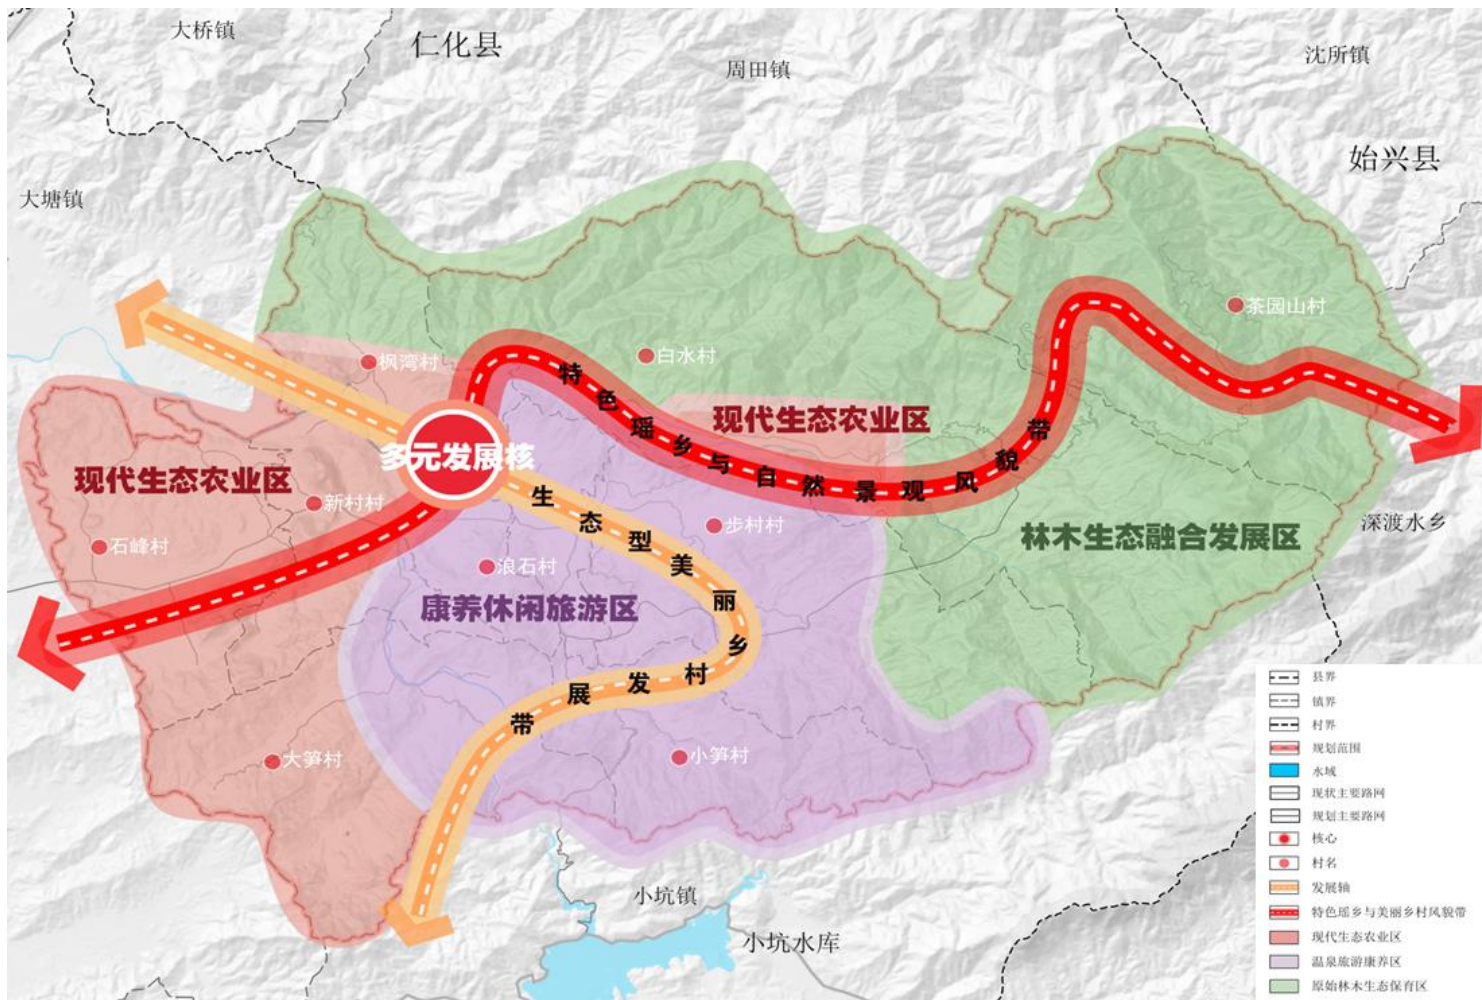 大桥镇
仁化县
周田镇
沈所镇
始兴县
大塘镇
茶园山村
枫湾村
白水村
特色瑶乡与自然景观风貌带
现代生态农业区
多元发展核
现代生态农业区
新村村
生态型美丽乡村发展带
步村村
深渡水乡
石峰村
林木生态融合发展区
浪石村
康养休闲旅游区
大笋村
小笋村
小坑镇
小坑水库
县界
镇界
村界
规划范围
水域
现状主要路网
规划主要路网
核心
村名
发展轴
特色瑶乡与美丽乡村风貌带
现代生态农业区
温泉旅游康养区
原始林木生态保育区